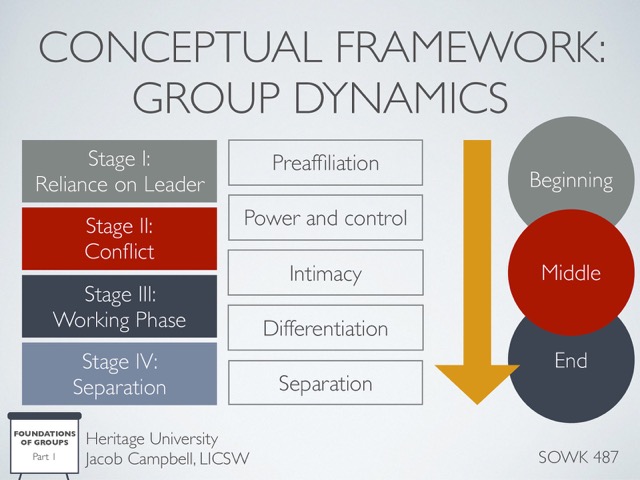 CONCEPTUAL FRAMEWORK:
GROUP DYNAMICS
Stage I:
Reliance on Leader
Stage II:
Conflict
Stage III:
Working Phase
Stage IV:
Separation
Preaffiliation
Power and control
Intimacy
Differentiation
Separation
Beginning
Middle
End
FOUNDATIONS
OF GROUPS
Part 1
Heritage University
Jacob Campbell, LICSW
SOWK 487